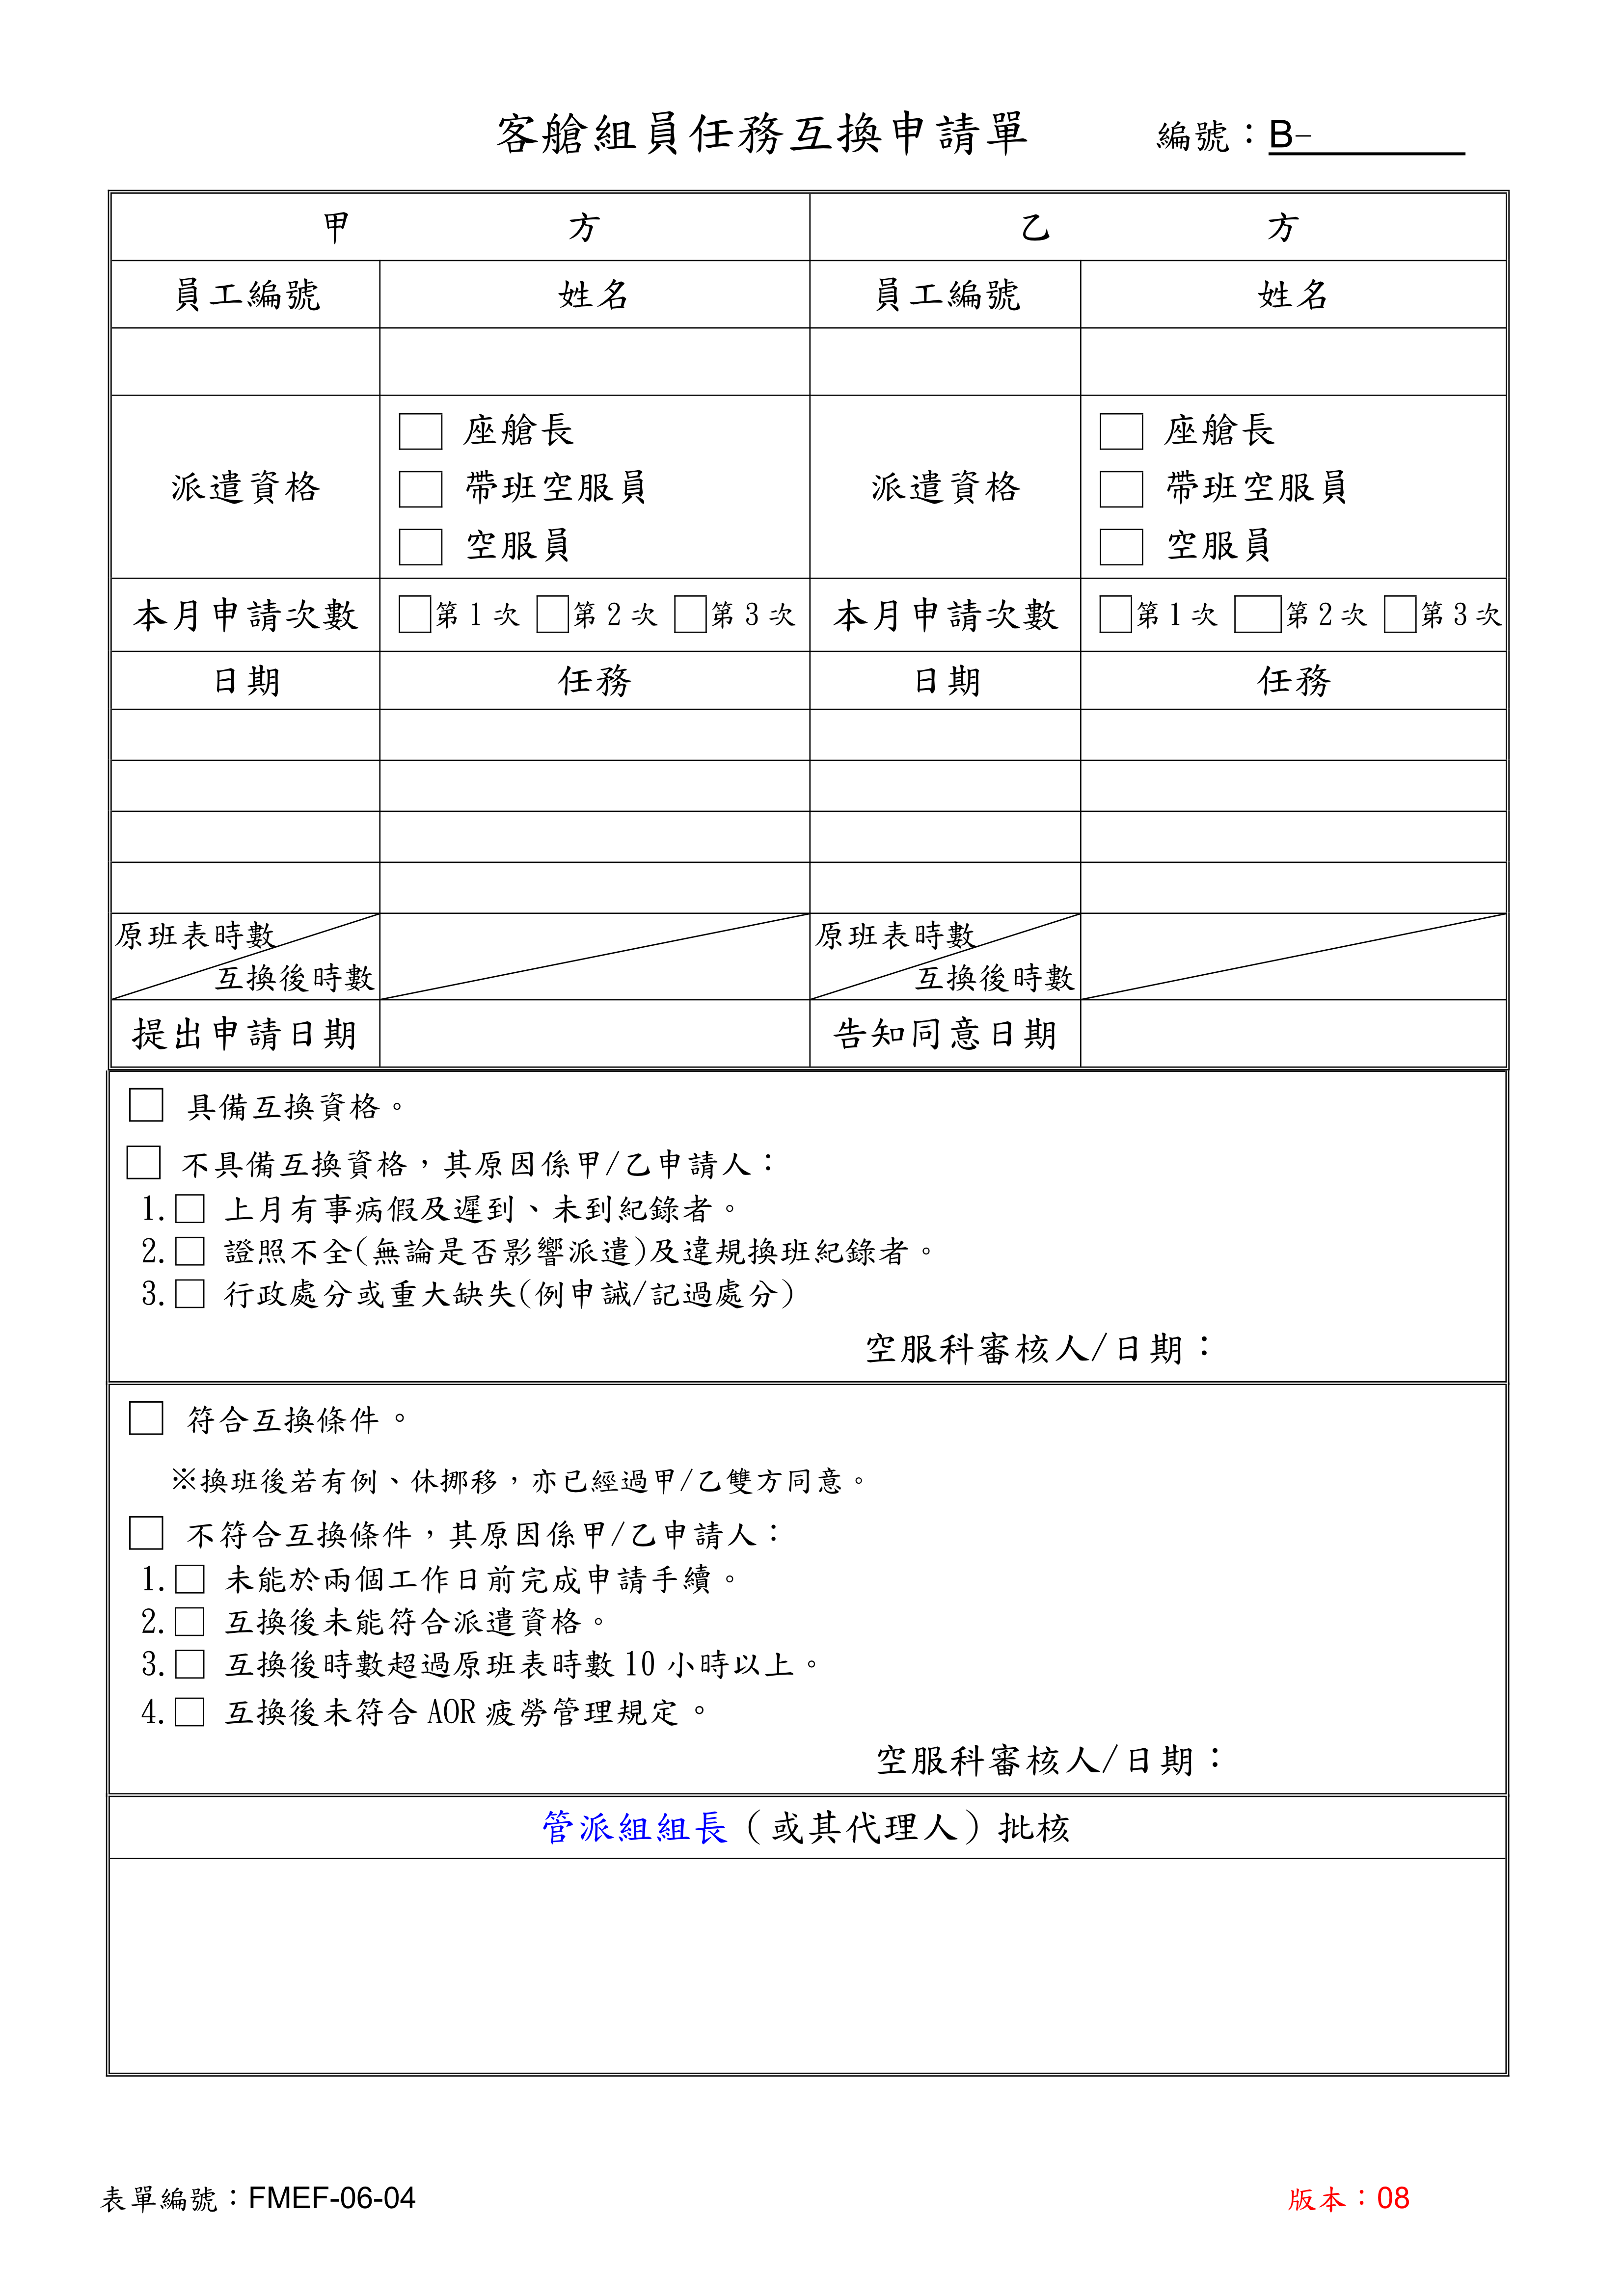 客艙組員任務互換申請單 編號：B-
甲 方 乙 方
員工編號 姓名 員工編號 姓名
派遣資格 座艙長 派遣資格 座艙長
帶班空服員 帶班空服員
空服員 空服員
本月申請次數 □第1次 □第2次 □第3次 本月申請次數 □第1次 □第2次 □第3次
日期 任務 日期 任務
原班表時數 原班表時數
互換後時數 互換後時數
提出申請日期 告知同意日期
□ 具備互換資格。
□ 不具備互換資格，其原因係甲/乙申請人：
1.□ 上月有事病假及遲到、未到紀錄者。
2.□ 證照不全(無論是否影響派遣)及違規換班紀錄者。
3.□ 行政處分或重大缺失(例申誡/記過處分)
空服科審核人/日期：
□ 符合互換條件。
※換班後若有例、休挪移，亦已經過甲/乙雙方同意。
□ 不符合互換條件，其原因係甲/乙申請人：
1.□ 未能於兩個工作日前完成申請手續。
2.□ 互換後未能符合派遣資格。
3.□ 互換後時數超過原班表時數10小時以上。
4.□ 互換後未符合AOR疲勞管理規定。
空服科審核人/日期：
管派組組長（或其代理人）批核
表單編號：FMEF-06-04 版本：08